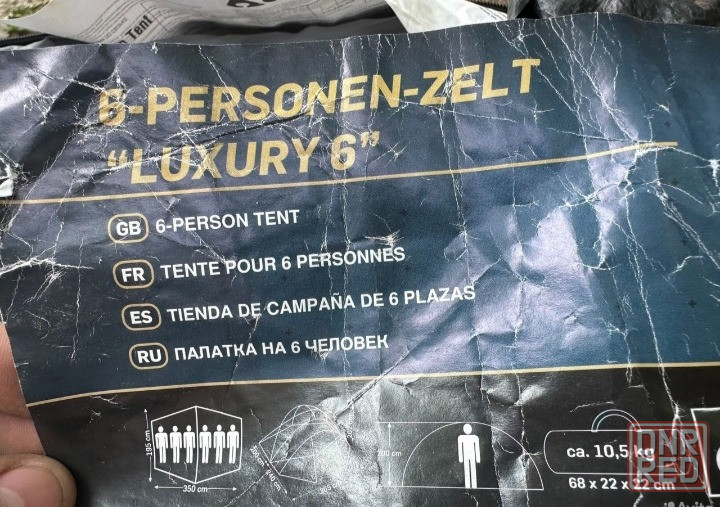 Tent
6-PERSONEN-ZELT
“LUXURY 6”
GB 6-PERSON TENT
FR TENTE POUR 6 PERSONNES
ES TIENDA DE CAMPAÑA DE 6 PLAZAS
RU ПАЛАТКА НА 6 ЧЕЛОВЕК
195 cm
350 cm
200 cm
ca. 10,5 kg
68 x 22 x 22 cm
DNR
RED
Avito